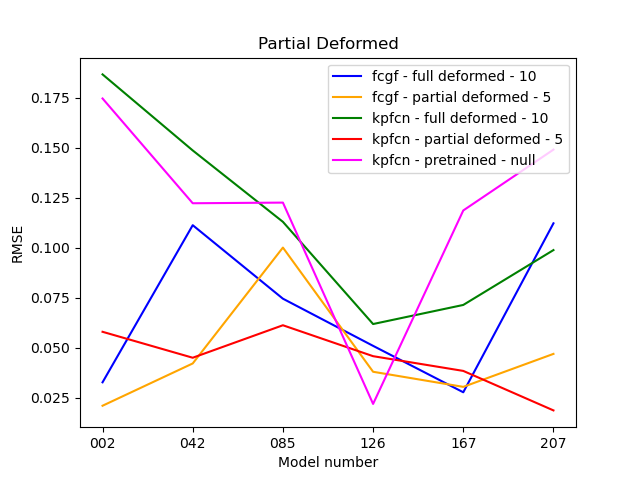 Partial Deformed
fcgf - full deformed - 10
fcgf - partial deformed - 5
kpfcn - full deformed - 10
kpfcn - partial deformed - 5
kpfcn - pretrained - null
RMSE
0.175
0.150
0.125
0.100
0.075
0.050
0.025
002 042 085 126 167 207
Model number